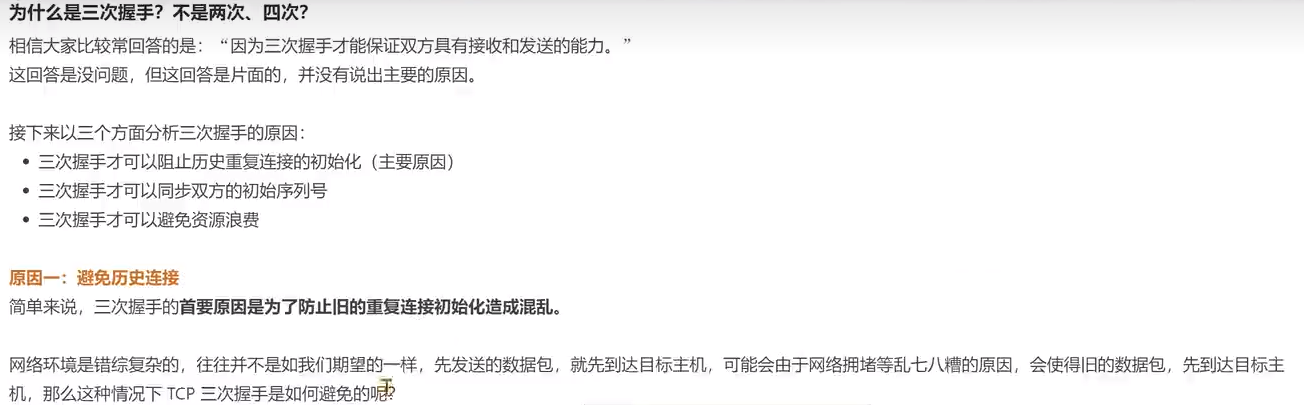 为什么是三次握手？不是两次、四次？
相信大家比较常回答的是：“因为三次握手才能保证双方具有接收和发送的能力。”
这回答是没问题，但这回答是片面的，并没有说出主要的原因。
接下来以三个方面分析三次握手的原因：
• 三次握手才可以阻止历史重复连接的初始化（主要原因）
• 三次握手才可以同步双方的初始序列号
• 三次握手才可以避免资源浪费
原因一：避免历史连接
简单来说，三次握手的首要原因是为了防止旧的重复连接初始化造成混乱。
网络环境是错综复杂的，往往并不是如我们期望的一样，先发送的数据包，就先到达目标主机，可能会由于网络拥堵等乱七八糟的原因，会使得旧的数据包，先到达目标主
机，那么这种情况下 TCP 三次握手是如何避免的呢？